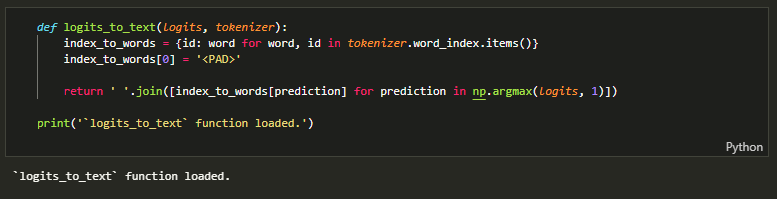 def logits_to_text(logits, tokenizer):
    index_to_words = {id: word for word, id in tokenizer.word_index.items()}
    index_to_words[0] = '<PAD>'

    return ' '.join([index_to_words[prediction] for prediction in np.argmax(logits, 1)])

print('`logits_to_text` function loaded.')
Python
`logits_to_text` function loaded.